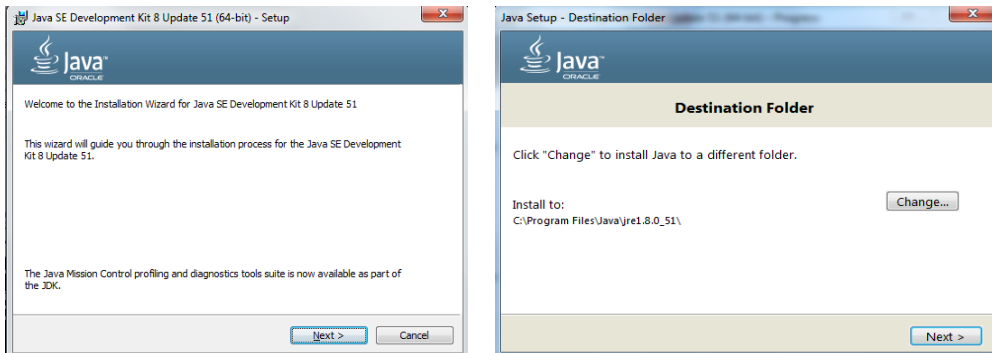 Java SE Development Kit 8 Update 51 (64-bit) - Setup
Java
ORACLE
Welcome to the Installation Wizard for Java SE Development Kit 8 Update 51
This wizard will guide you through the installation process for the Java SE Development
Kit 8 Update 51.
The Java Mission Control profiling and diagnostics tools suite is now available as part of
the JDK.
Next >
Cancel
Java Setup - Destination Folder
Java
ORACLE
Destination Folder
Click "Change" to install Java to a different folder.
Install to:
Change...
C:\Program Files\Java\jre1.8.0_51\
Next >